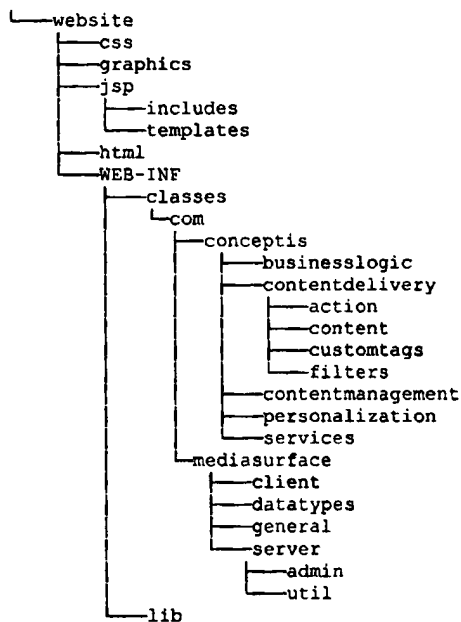 website
css
graphics
jsp
includes
templates
html
WEB-INF
classes
com
conceptis
businesslogic
contentdelivery
action
content
customtags
filters
contentmanagement
personalization
services
mediasurface
client
datatypes
general
server
admin
util
lib